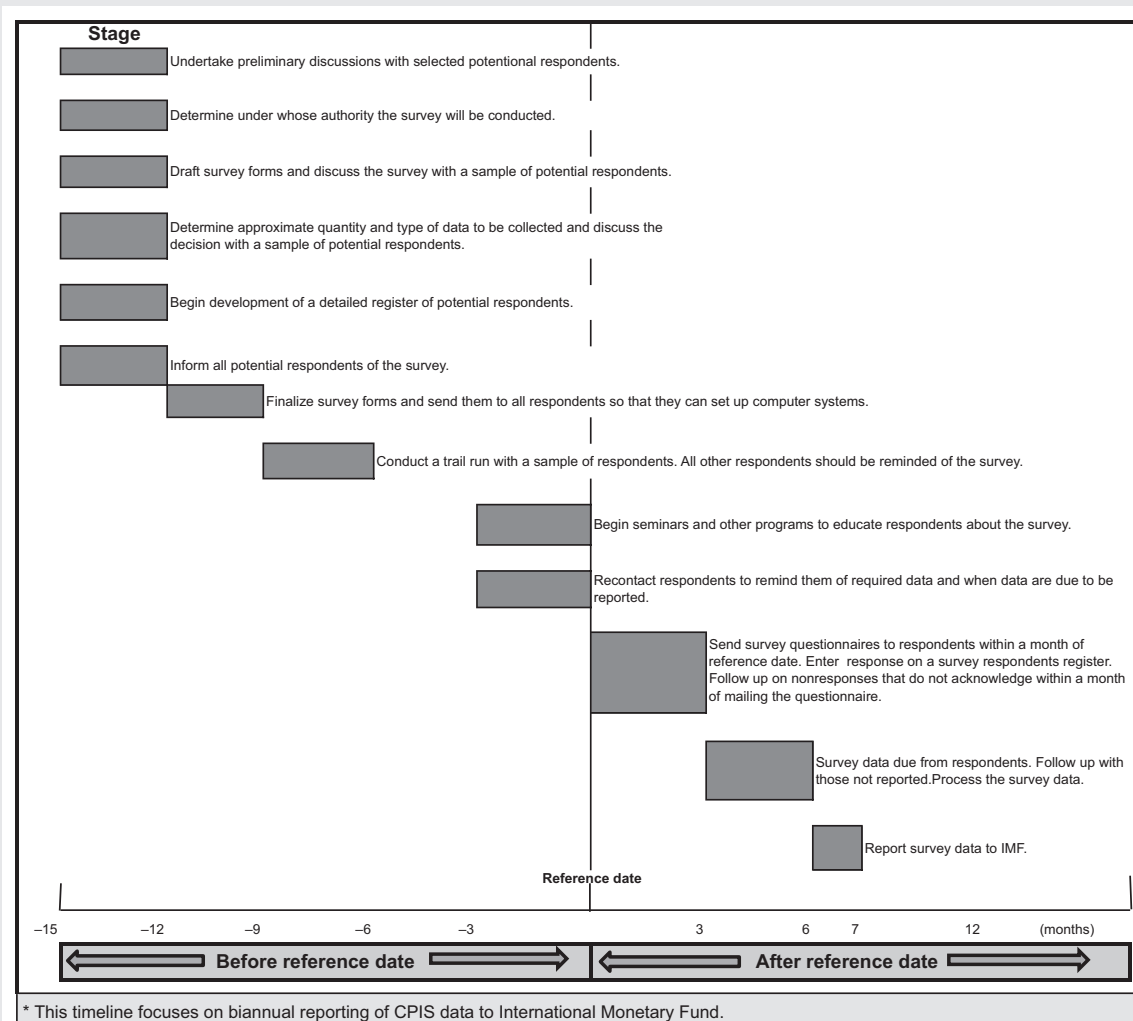 Stage
Undertake preliminary discussions with selected potentional respondents.
Determine under whose authority the survey will be conducted.
Draft survey forms and discuss the survey with a sample of potential respondents.
Determine approximate quantity and type of data to be collected and discuss the
decision with a sample of potential respondents.
Begin development of a detailed register of potential respondents.
Inform all potential respondents of the survey.
Finalize survey forms and send them to all respondents so that they can set up computer systems.
Conduct a trail run with a sample of respondents. All other respondents should be reminded of the survey.
Begin seminars and other programs to educate respondents about the survey.
Recontact respondents to remind them of required data and when data are due to be
reported.
Send survey questionnaires to respondents within a month of
reference date. Enter response on a survey respondents register.
Follow up on nonresponses that do not acknowledge within a month
of mailing the questionnaire.
Survey data due from respondents. Follow up with
those not reported.Process the survey data.
Report survey data to IMF.
Reference date
–15 –12 –9 –6 –3 3 6 7 12 (months)
Before reference date After reference date
* This timeline focuses on biannual reporting of CPIS data to International Monetary Fund.